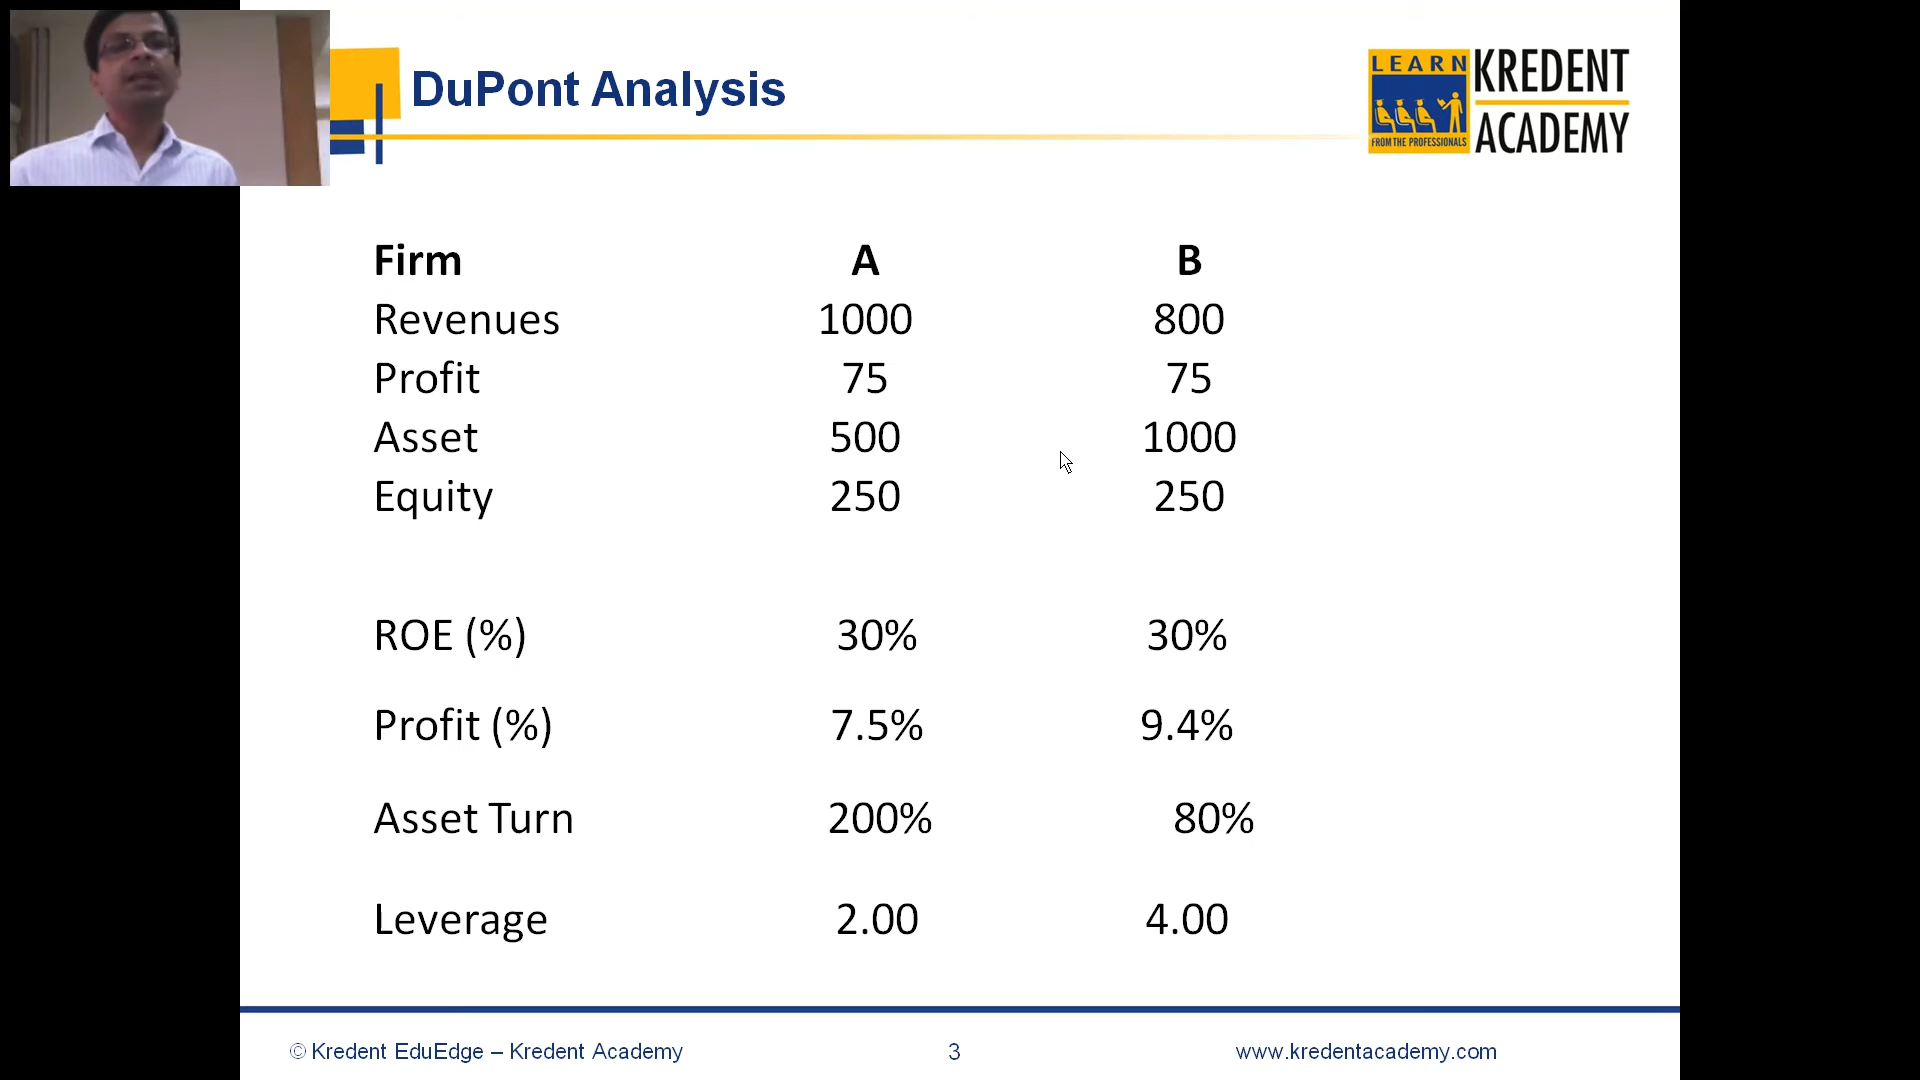 DuPont Analysis
LEARN
FROM THE PROFESSIONALS
KREDENT
ACADEMY
Firm A B
Revenues 1000 800
Profit 75 75
Asset 500 1000
Equity 250 250
ROE (%) 30% 30%
Profit (%) 7.5% 9.4%
Asset Turn 200% 80%
Leverage 2.00 4.00
© Kredent EduEdge – Kredent Academy 3 www.kredentacademy.com